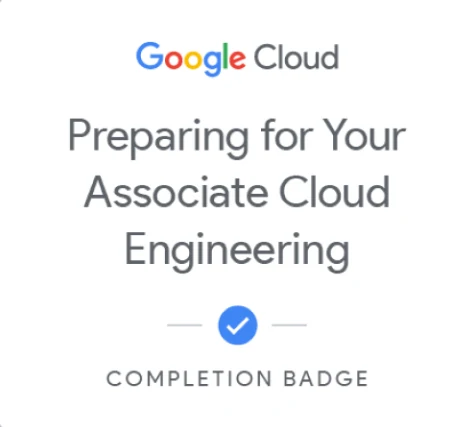 Google Cloud
Preparing for Your
Associate Cloud
Engineering
COMPLETION BADGE